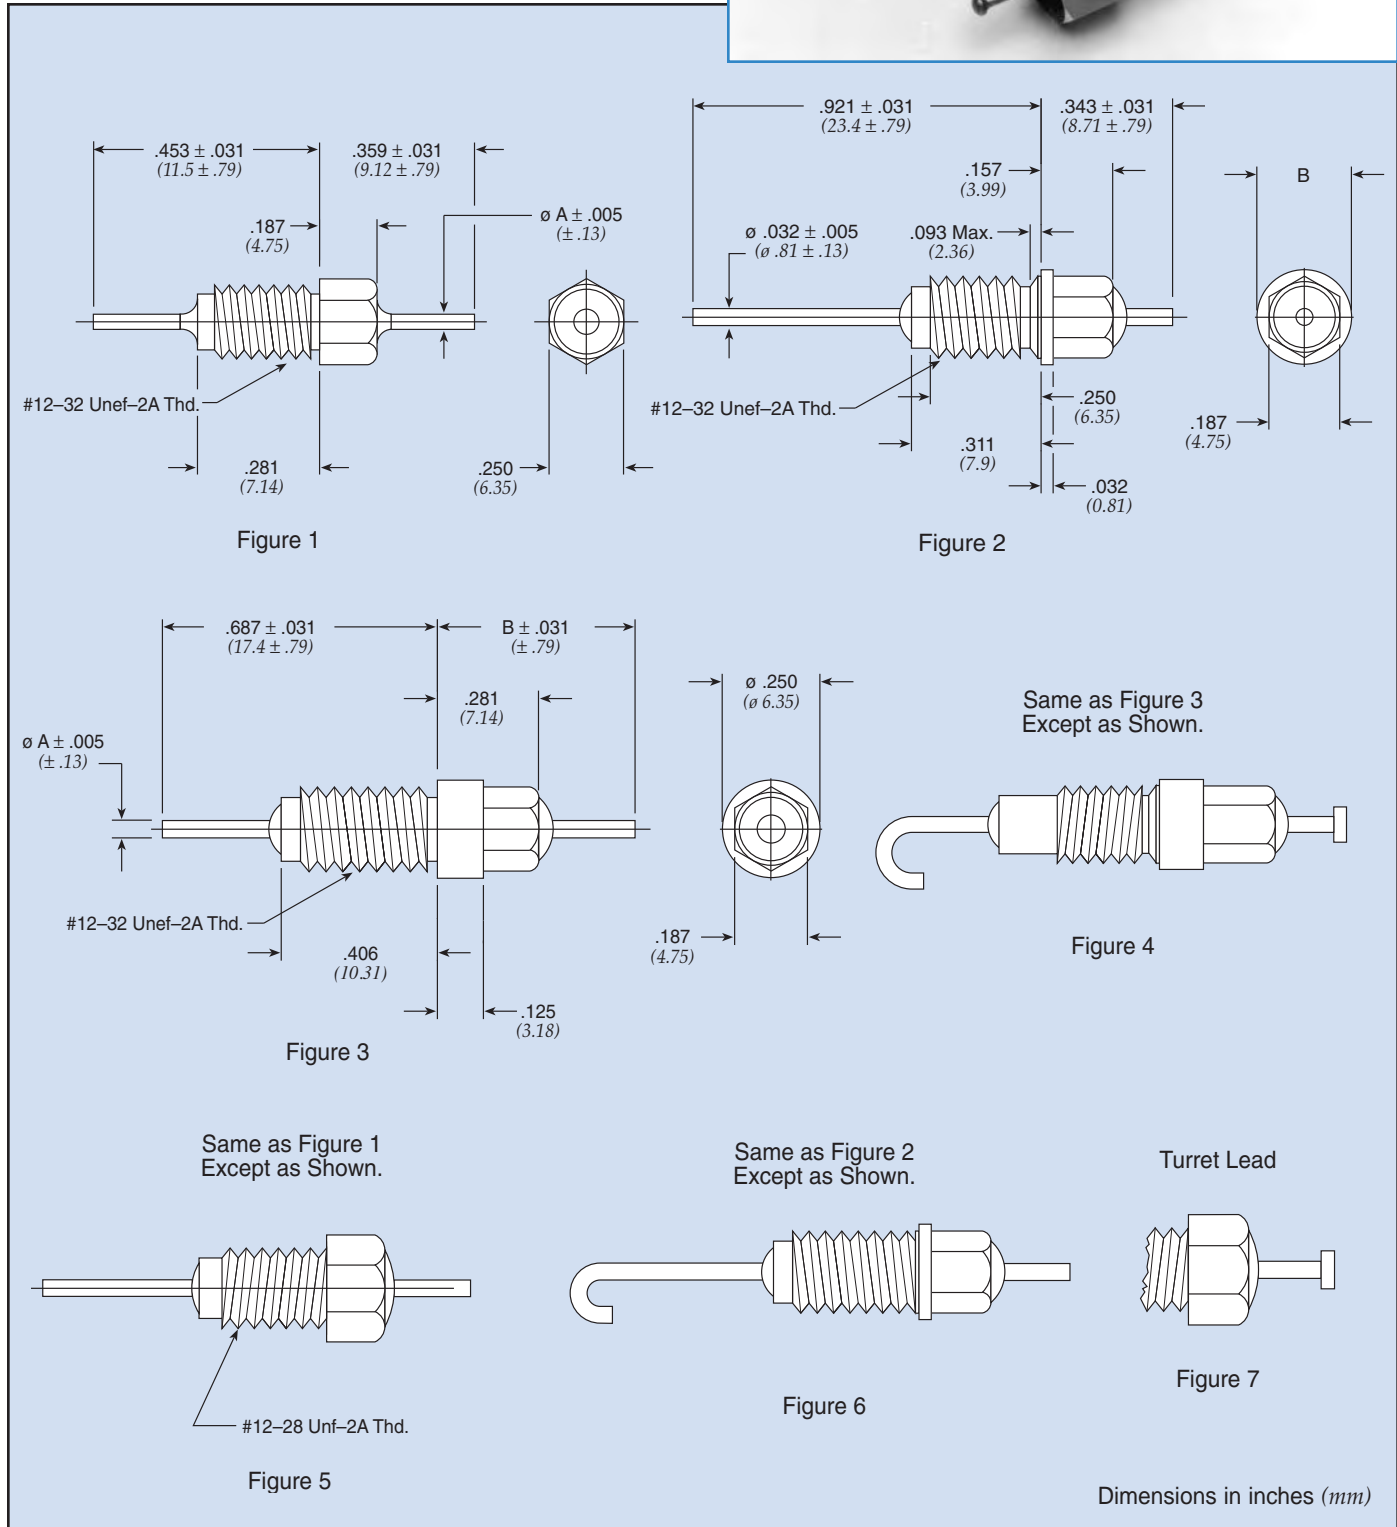 .921 ± .031
(23.4 ± .79)
.343 ± .031
(8.71 ± .79)
.453 ± .031
(11.5 ± .79)
.359 ± .031
(9.12 ± .79)
.157
(3.99)
B
.187
(4.75)
ø A ± .005
(± .13)
ø .032 ± .005
(ø .81 ± .13)
.093 Max.
(2.36)
#12–32 Unef–2A Thd.
#12–32 Unef–2A Thd.
.250
(6.35)
.187
(4.75)
.311
(7.9)
.281
(7.14)
.250
(6.35)
.032
(0.81)
Figure 1
Figure 2
.687 ± .031
(17.4 ± .79)
B ± .031
(± .79)
.281
(7.14)
ø .250
(ø 6.35)
Same as Figure 3
Except as Shown.
ø A ± .005
(± .13)
#12–32 Unef–2A Thd.
.406
(10.31)
.187
(4.75)
Figure 4
.125
(3.18)
Figure 3
Same as Figure 1
Except as Shown.
Same as Figure 2
Except as Shown.
Turret Lead
Figure 7
Figure 6
#12–28 Unf–2A Thd.
Figure 5
Dimensions in inches (mm)